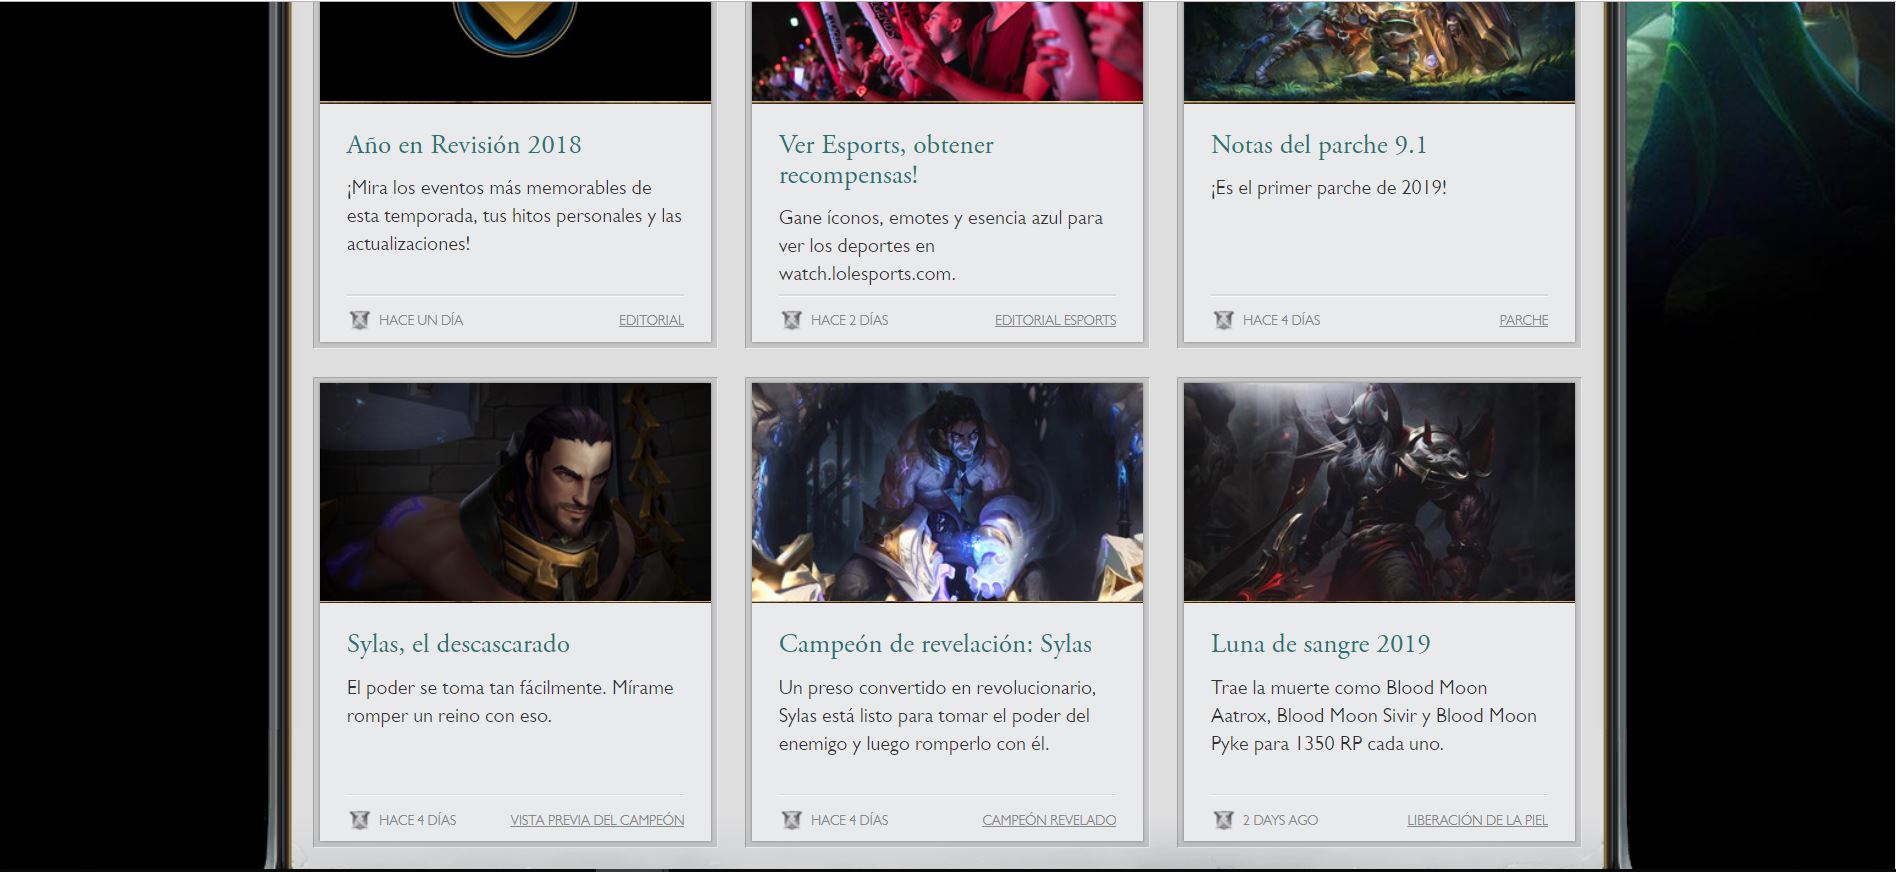 Año en Revisión 2018
¡Mira los eventos más memorables de
esta temporada, tus hitos personales y las
actualizaciones!
HACE UN DÍA
EDITORIAL
Ver Esports, obtener
recompensas!
Gane íconos, emotes y esencia azul para
ver los deportes en
watch.lolesports.com.
HACE 2 DÍAS
EDITORIAL ESPORTS
Notas del parche 9.1
¡Es el primer parche de 2019!
HACE 4 DÍAS
PARCHE
Sylas, el descascarado
El poder se toma tan fácilmente. Mírame
romper un reino con eso.
HACE 4 DÍAS
VISTA PREVIA DEL CAMPEÓN
Campeón de revelación: Sylas
Un preso convertido en revolucionario,
Sylas está listo para tomar el poder del
enemigo y luego romperlo con él.
HACE 4 DÍAS
CAMPEÓN REVELADO
Luna de sangre 2019
Trae la muerte como Blood Moon
Aatrox, Blood Moon Sivir y Blood Moon
Pyke para 1350 RP cada uno.
2 DAYS AGO
LIBERACIÓN DE LA PIEL